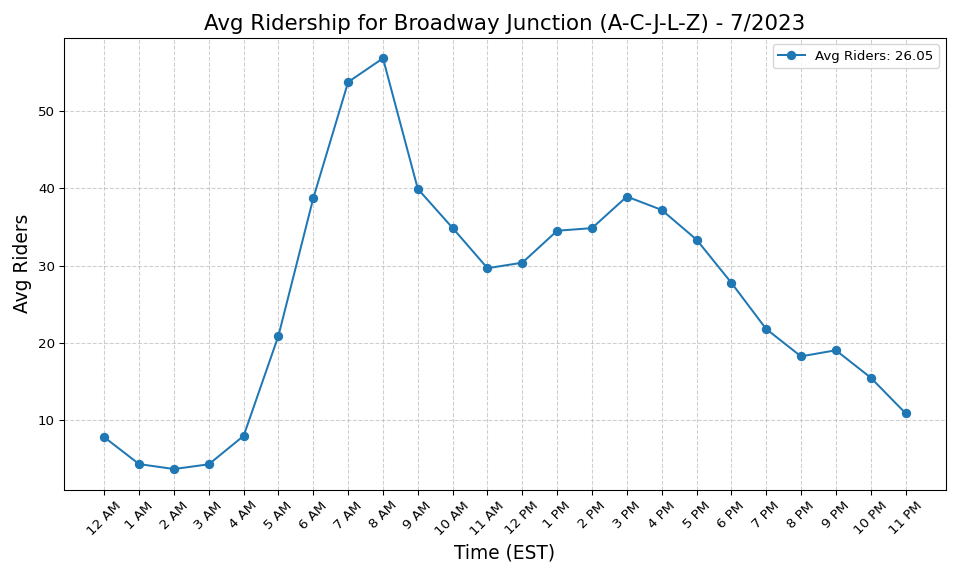 Avg Ridership for Broadway Junction (A-C-J-L-Z) - 7/2023
Avg Riders: 26.05
Avg Riders
50
40
30
20
10
12 AM
1 AM
2 AM
3 AM
4 AM
5 AM
6 AM
7 AM
8 AM
9 AM
10 AM
11 AM
12 PM
1 PM
2 PM
3 PM
4 PM
5 PM
6 PM
7 PM
8 PM
9 PM
10 PM
11 PM
Time (EST)